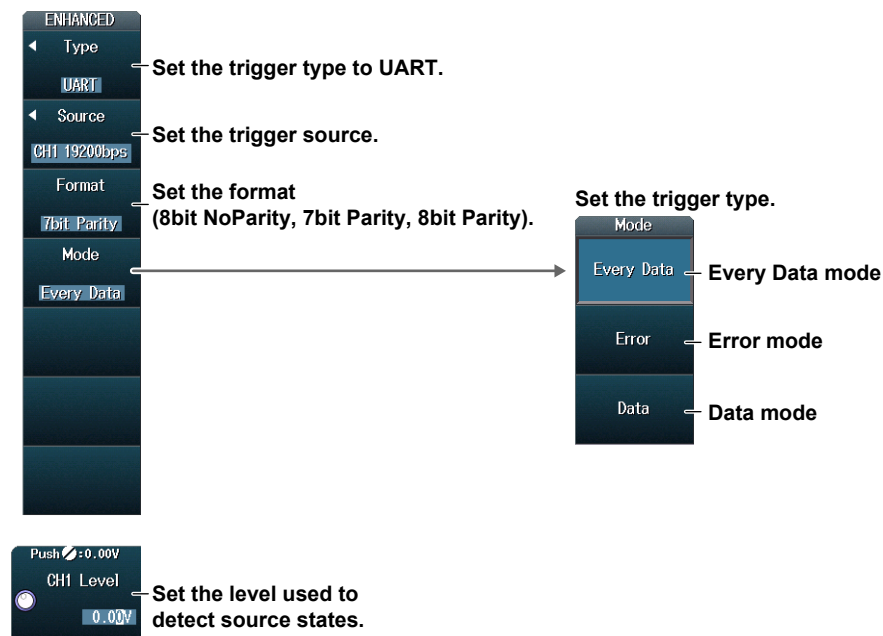 ENHANCED
Type
UART
Set the trigger type to UART.
Source
CH1 19200bps
Set the trigger source.
Format
7bit Parity
Set the format
(8bit NoParity, 7bit Parity, 8bit Parity).
Mode
Every Data
Set the trigger type.
Mode
Every Data
Every Data mode
Error
Error mode
Data
Data mode
Push :0.00V
CH1 Level
0.00V
Set the level used to
detect source states.